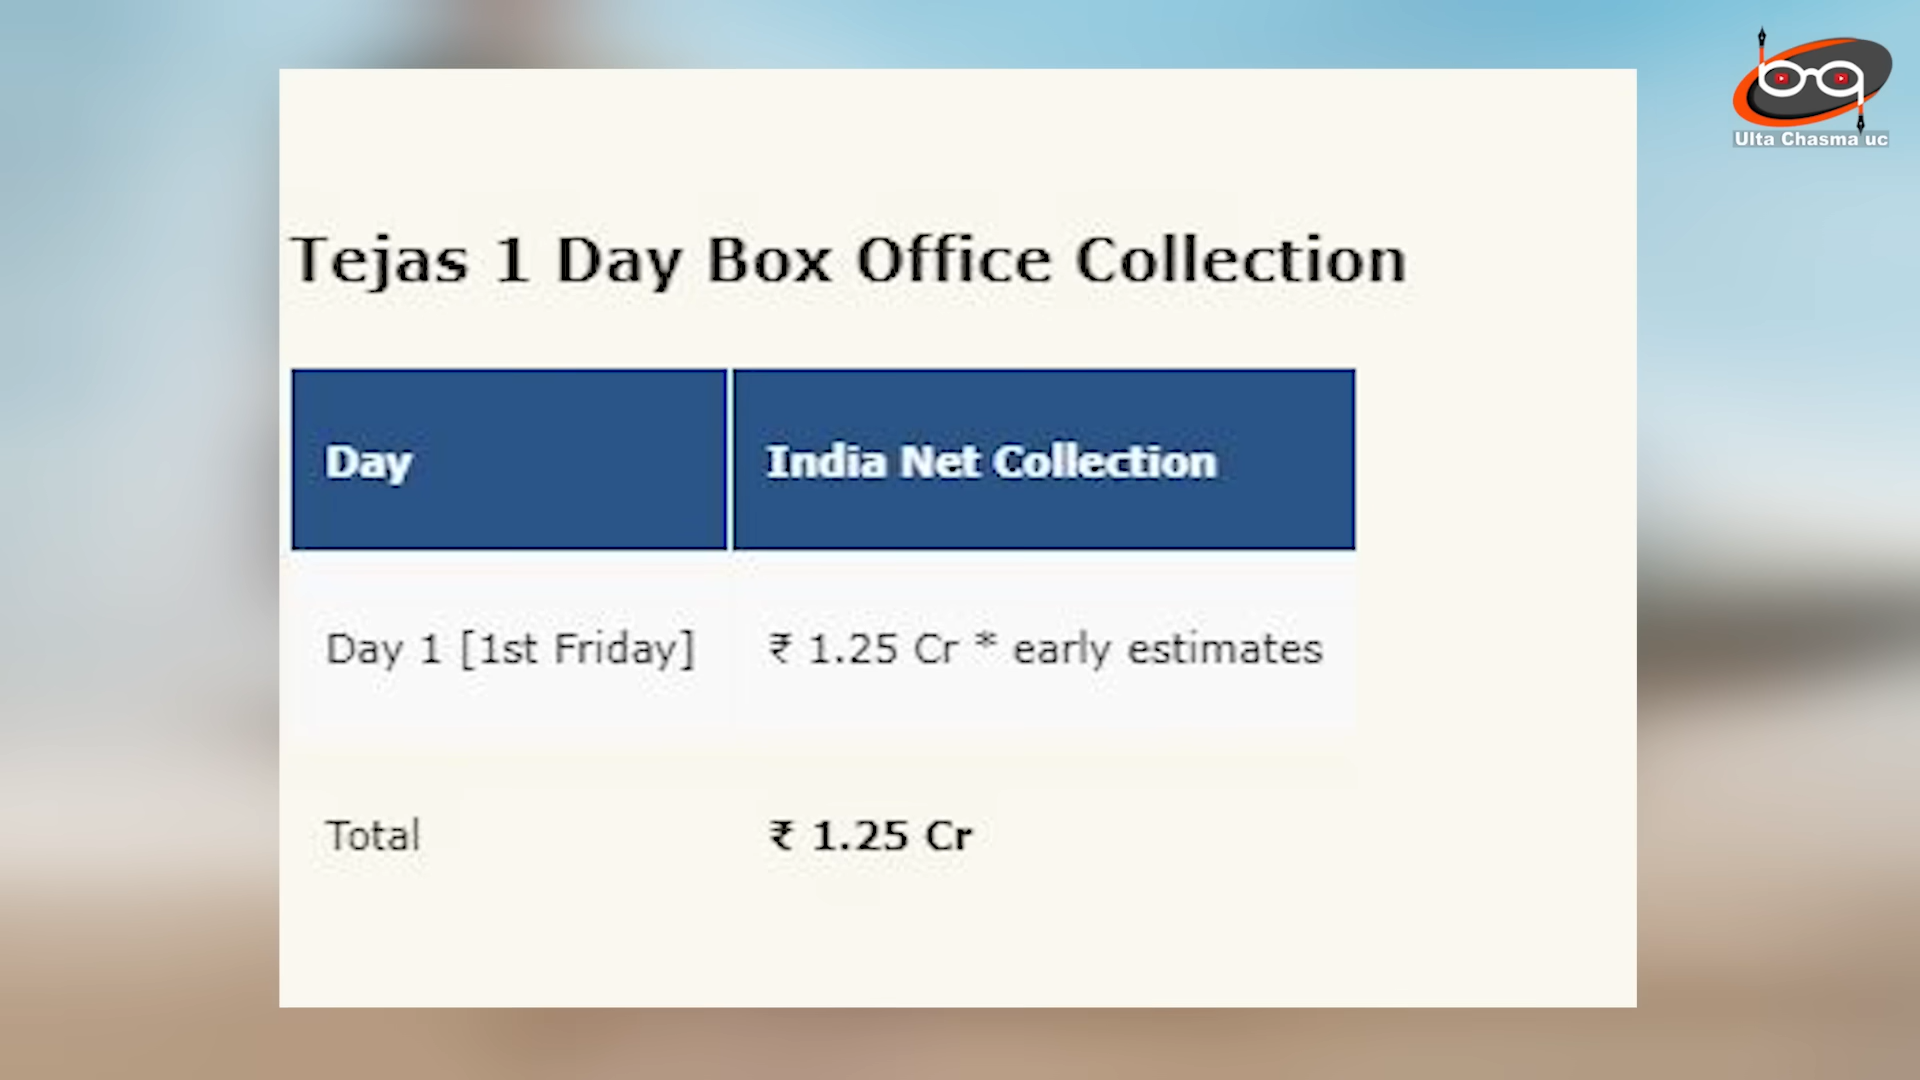 Ulta Chasma uc
Tejas 1 Day Box Office Collection
Day India Net Collection
Day 1 [1st Friday] ₹ 1.25 Cr * early estimates
Total ₹ 1.25 Cr